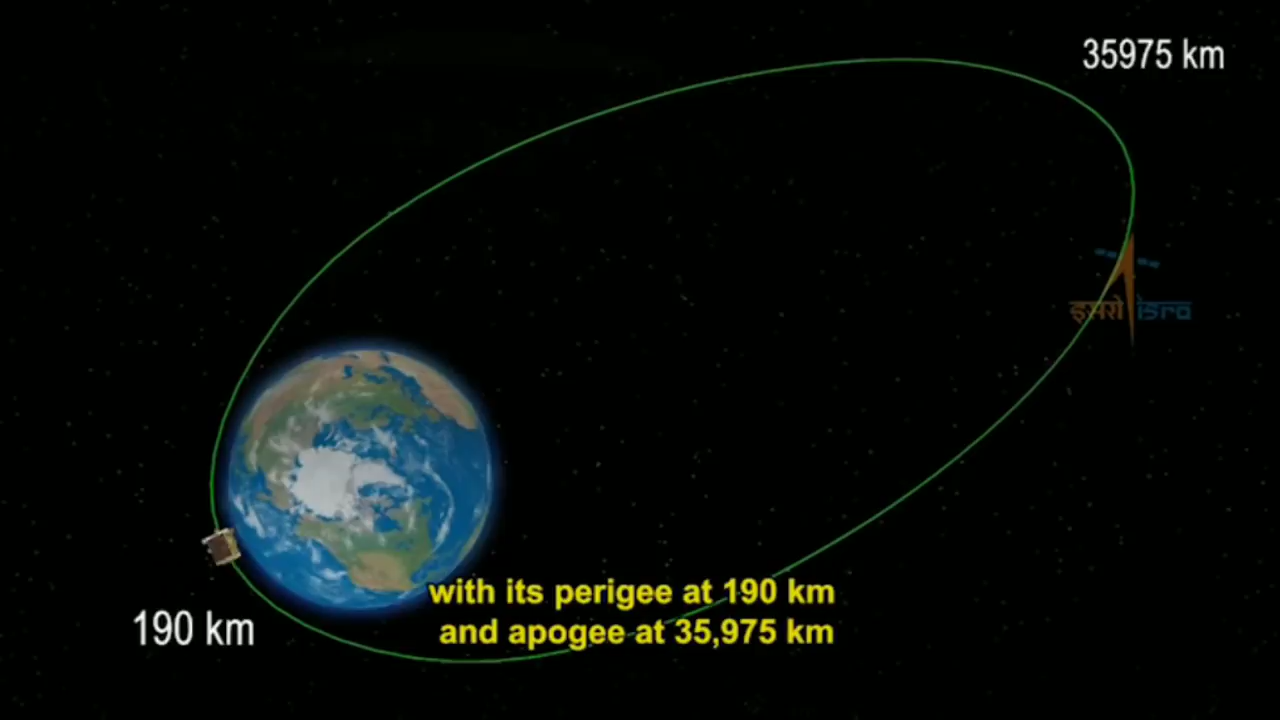 35975 km
इसरो isro
190 km
with its perigee at 190 km
and apogee at 35,975 km